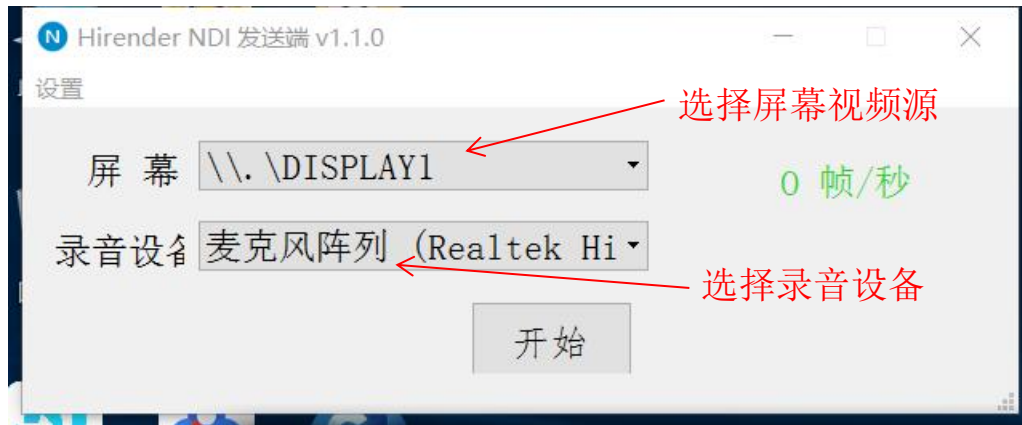 N Hirender NDI 发送端 v1.1.0
设置
选择屏幕视频源
屏 幕 \\.\DISPLAY1
0 帧/秒
录音设备 麦克风阵列 (Realtek Hi
选择录音设备
开始